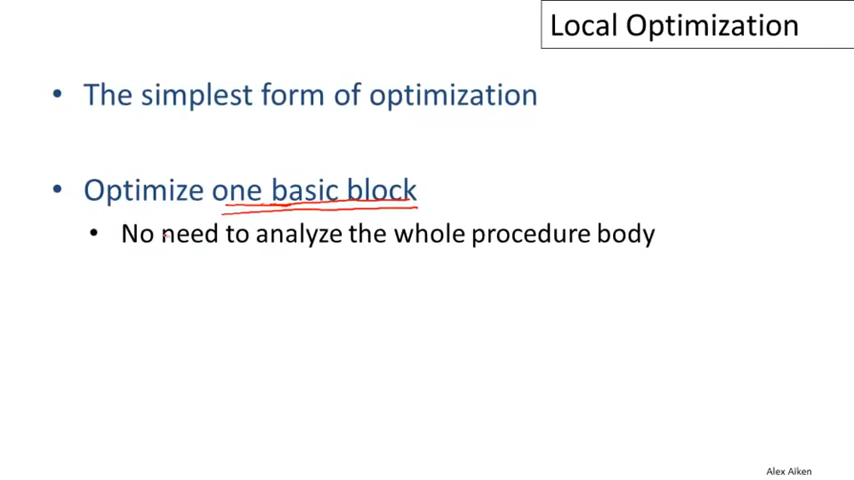 Local Optimization
• The simplest form of optimization
• Optimize one basic block
• No need to analyze the whole procedure body
Alex Aiken